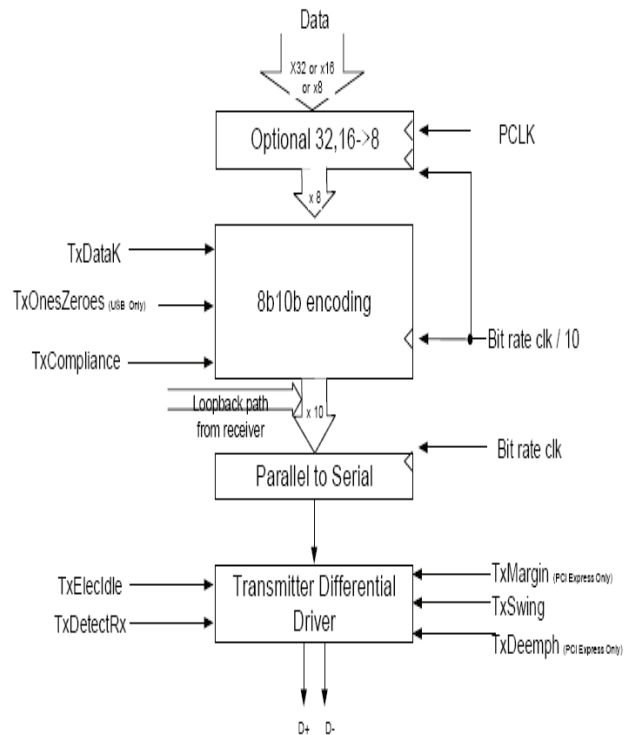 Data
X32 or x16
or x8
Optional 32,16->8
PCLK
x 8
TxDataK
TxOnesZeroes (USB Only)
8b10b encoding
Bit rate clk / 10
TxCompliance
Loopback path
from receiver
x 10
Bit rate clk
Parallel to Serial
TxElecIdle
TxDetectRx
Transmitter Differential
Driver
TxMargin (PCI Express Only)
TxSwing
TxDeemph (PCI Express Only)
D+ D-